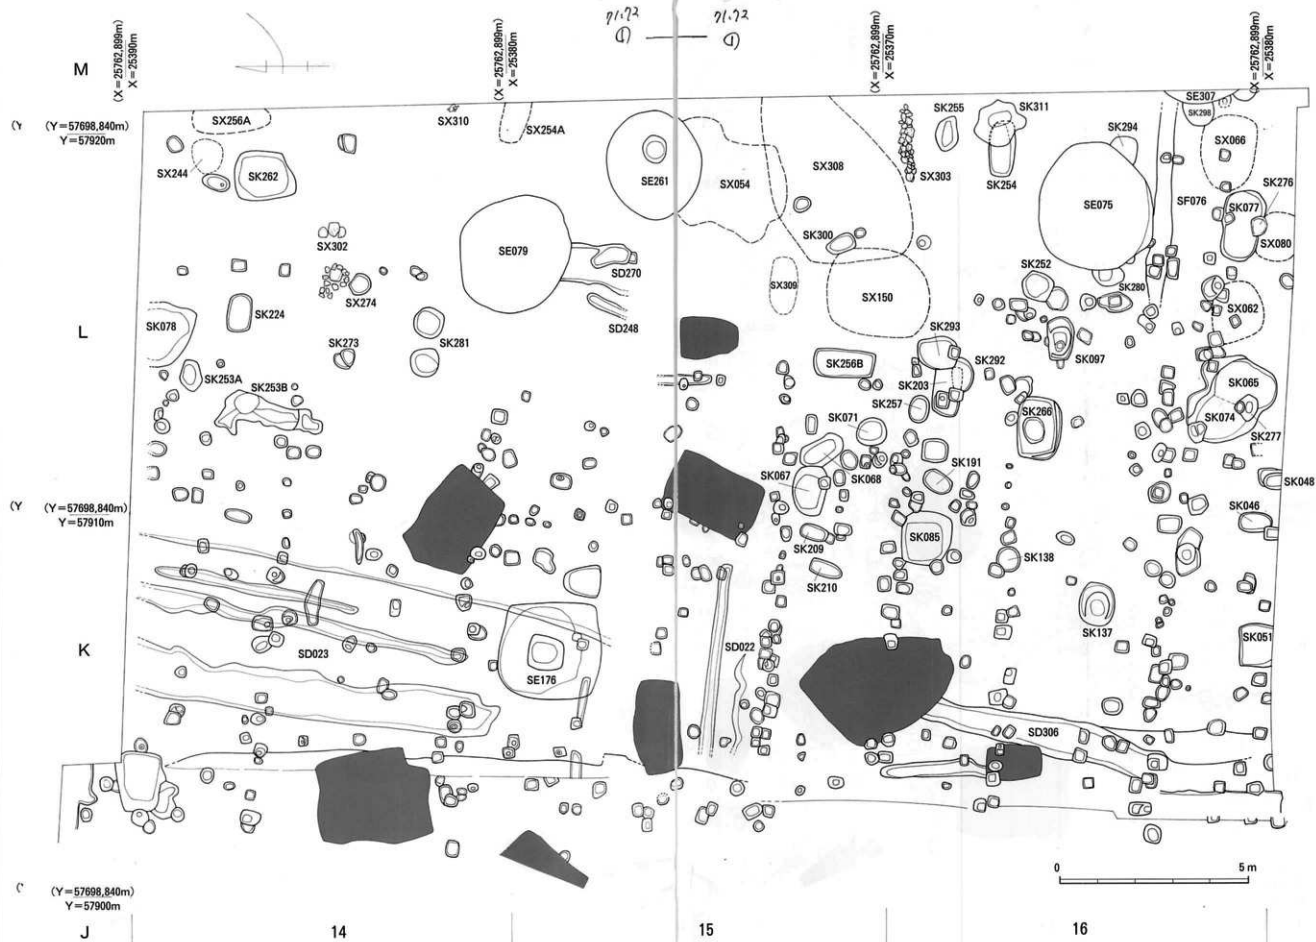 71.72 71.72
① ①
(X=25762,899m)
X=25390m
(X=25762,899m)
X=25380m
(X=25762,899m)
X=25370m
(X=25762,899m)
X=25380m
M
(Y=57698,840m)
Y=57920m
SX256A
SX310
SX254A
SK255
SK311
SE307
SK298
SX244
SK262
SE261
SX054
SX308
SX303
SK254
SK294
SX066
SE075
SF076
SK077
SK276
SX080
SX302
SE079
SK300
SD270
SX274
SX309
SX150
SK252
SK280
SX062
SK078
SK224
SD248
L
SK273
SK281
SK293
SK097
SK253A
SK253B
SK256B
SK203
SK292
SK257
SK266
SK065
SK074
SK277
SK071
SK067
SK068
SK191
SK048
(Y=57698,840m)
Y=57910m
SK046
SK209
SK085
SK138
SK210
SK137
K
SD023
SE176
SD022
SK051
SD306
0 5 m
(Y=57698,840m)
Y=57900m
J 14 15 16